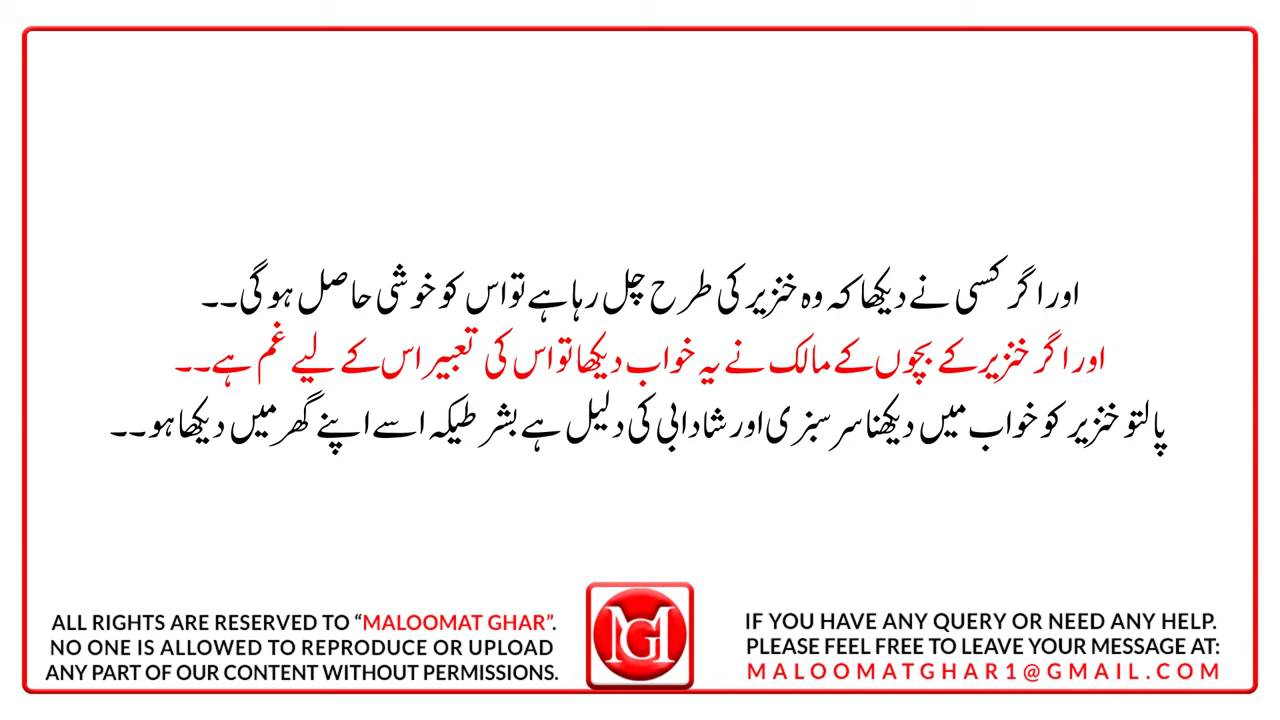 اور اگر کسی نے دیکھا کہ وہ خنزیر کی طرح چل رہا ہے تو اس کو خوشی حاصل ہو گی۔۔
اور اگر خنزیر کے بچوں کے مالک نے یہ خواب دیکھا تو اس کی تعبیر اس کے لیے غم ہے۔۔
پالتو خنزیر کو خواب میں دیکھنا سرسبزی اور شادابی کی دلیل ہے بشرطیکہ اسے اپنے گھر میں دیکھا ہو۔۔
ALL RIGHTS ARE RESERVED TO “MALOOMAT GHAR”.
NO ONE IS ALLOWED TO REPRODUCE OR UPLOAD
ANY PART OF OUR CONTENT WITHOUT PERMISSIONS.
MG
IF YOU HAVE ANY QUERY OR NEED ANY HELP.
PLEASE FEEL FREE TO LEAVE YOUR MESSAGE AT:
MALOOMATGHAR1@GMAIL.COM